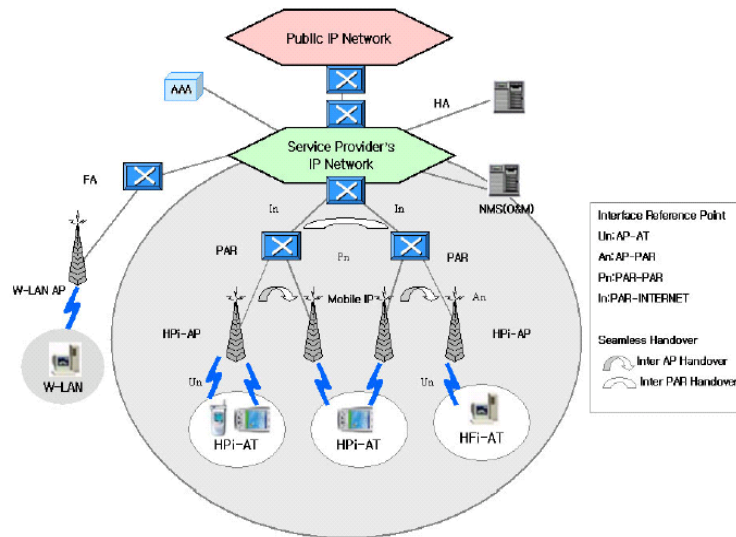 Public IP Network
AAA
HA
Service Provider's
IP Network
FA
NMS(O&M)
In
In
PAR
Pn
PAR
W-LAN AP
Mobile IP
An
HPi-AP
HPi-AP
Un
Un
W-LAN
HPi-AT
HPi-AT
HFi-AT
Interface Reference Point
Un:AP-AT
An:AP-PAR
Pn:PAR-PAR
In:PAR-INTERNET
Seamless Handover
Inter AP Handover
Inter PAR Handover